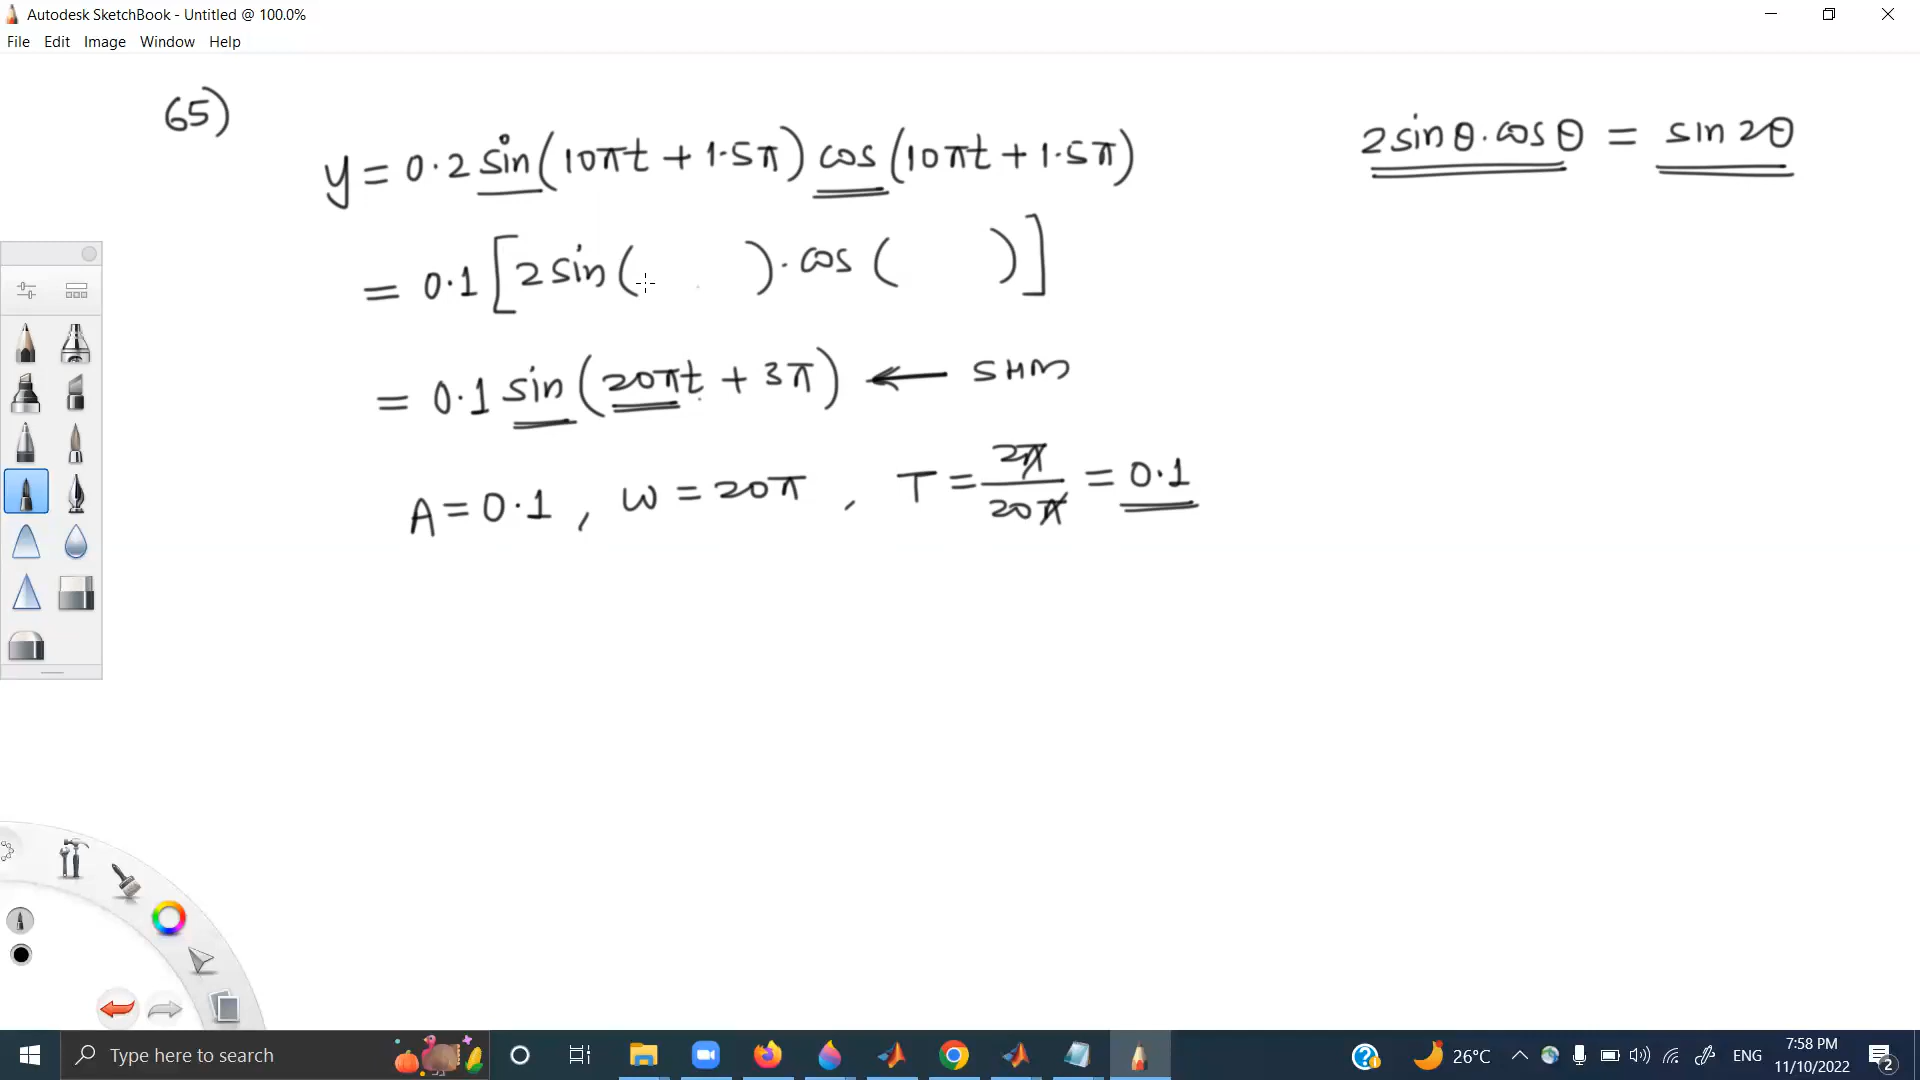 Autodesk SketchBook - Untitled @ 100.0%
File Edit Image Window Help
65)
y = 0.2 sin(10πt + 1.5π) cos(10πt + 1.5π)
2 sin θ . cos θ = sin 2θ
= 0.1 [2 sin( ) . cos ( )]
= 0.1 sin (20πt + 3π) ← SHM
A = 0.1 , ω = 20π , T = 2π/20π = 0.1
Type here to search
26°C
ENG
7:58 PM
11/10/2022
2